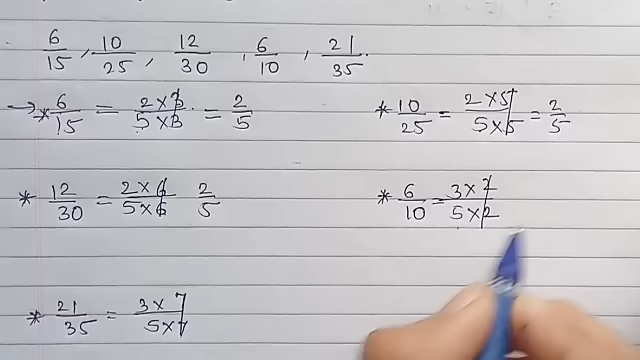 6/15, 10/25, 12/30, 6/10, 21/35.
→ * 6/15 = 2×3/5×3 = 2/5
* 10/25 = 2×5/5×5 = 2/5
* 12/30 = 2×6/5×6 2/5
* 6/10 = 3×2/5×2
* 21/35 = 3×7/5×7